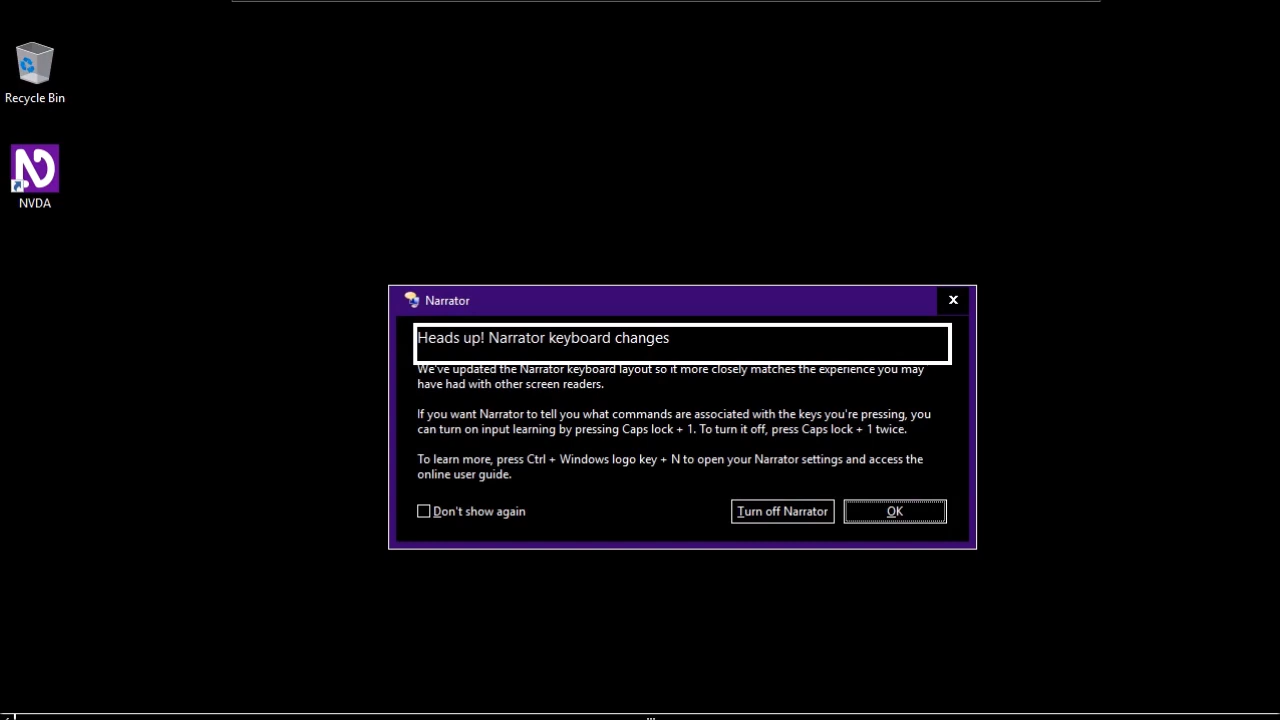 Recycle Bin
NVDA
Narrator
Heads up! Narrator keyboard changes
We've updated the Narrator keyboard layout so it more closely matches the experience you may
have had with other screen readers.
If you want Narrator to tell you what commands are associated with the keys you're pressing, you
can turn on input learning by pressing Caps lock + 1. To turn it off, press Caps lock + 1 twice.
To learn more, press Ctrl + Windows logo key + N to open your Narrator settings and access the
online user guide.
Don't show again
Turn off Narrator
OK